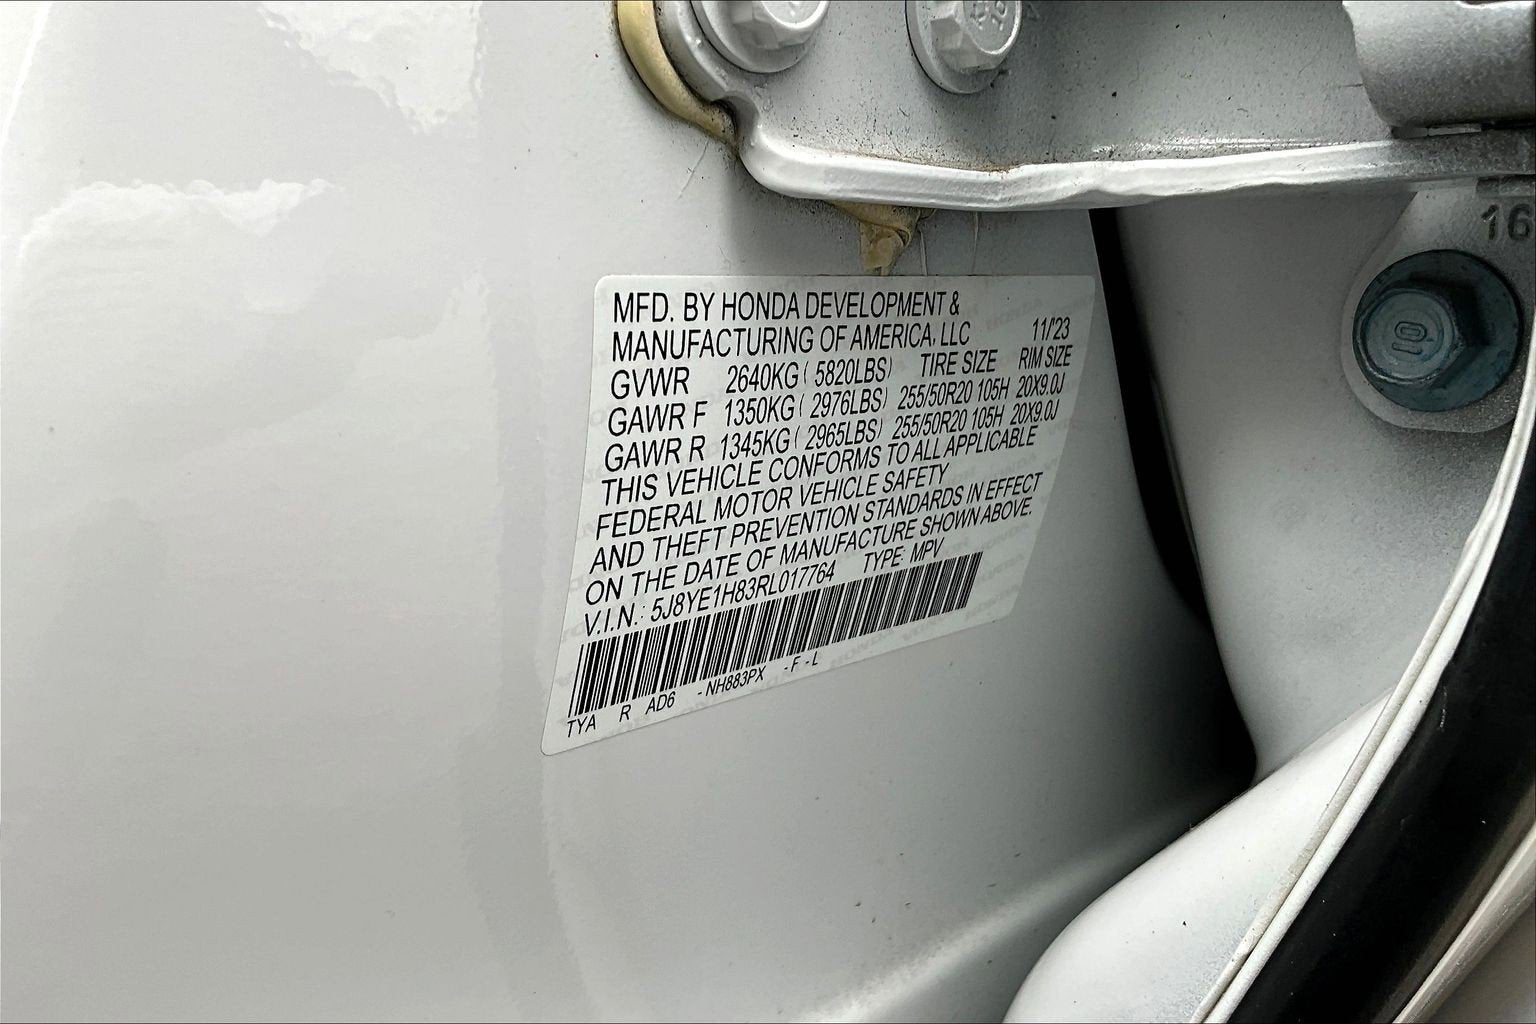 10
16
10
MFD. BY HONDA DEVELOPMENT &
MANUFACTURING OF AMERICA, LLC 11/'23
GVWR 2640KG ( 5820LBS) TIRE SIZE RIM SIZE
GAWR F 1350KG ( 2976LBS) 255/50R20 105H 20X9.0J
GAWR R 1345KG ( 2965LBS) 255/50R20 105H 20X9.0J
THIS VEHICLE CONFORMS TO ALL APPLICABLE
FEDERAL MOTOR VEHICLE SAFETY
AND THEFT PREVENTION STANDARDS IN EFFECT
ON THE DATE OF MANUFACTURE SHOWN ABOVE.
V.I.N.: 5J8YE1H83RL017764 TYPE: MPV
TYA R AD6 -NH883PX -F -L